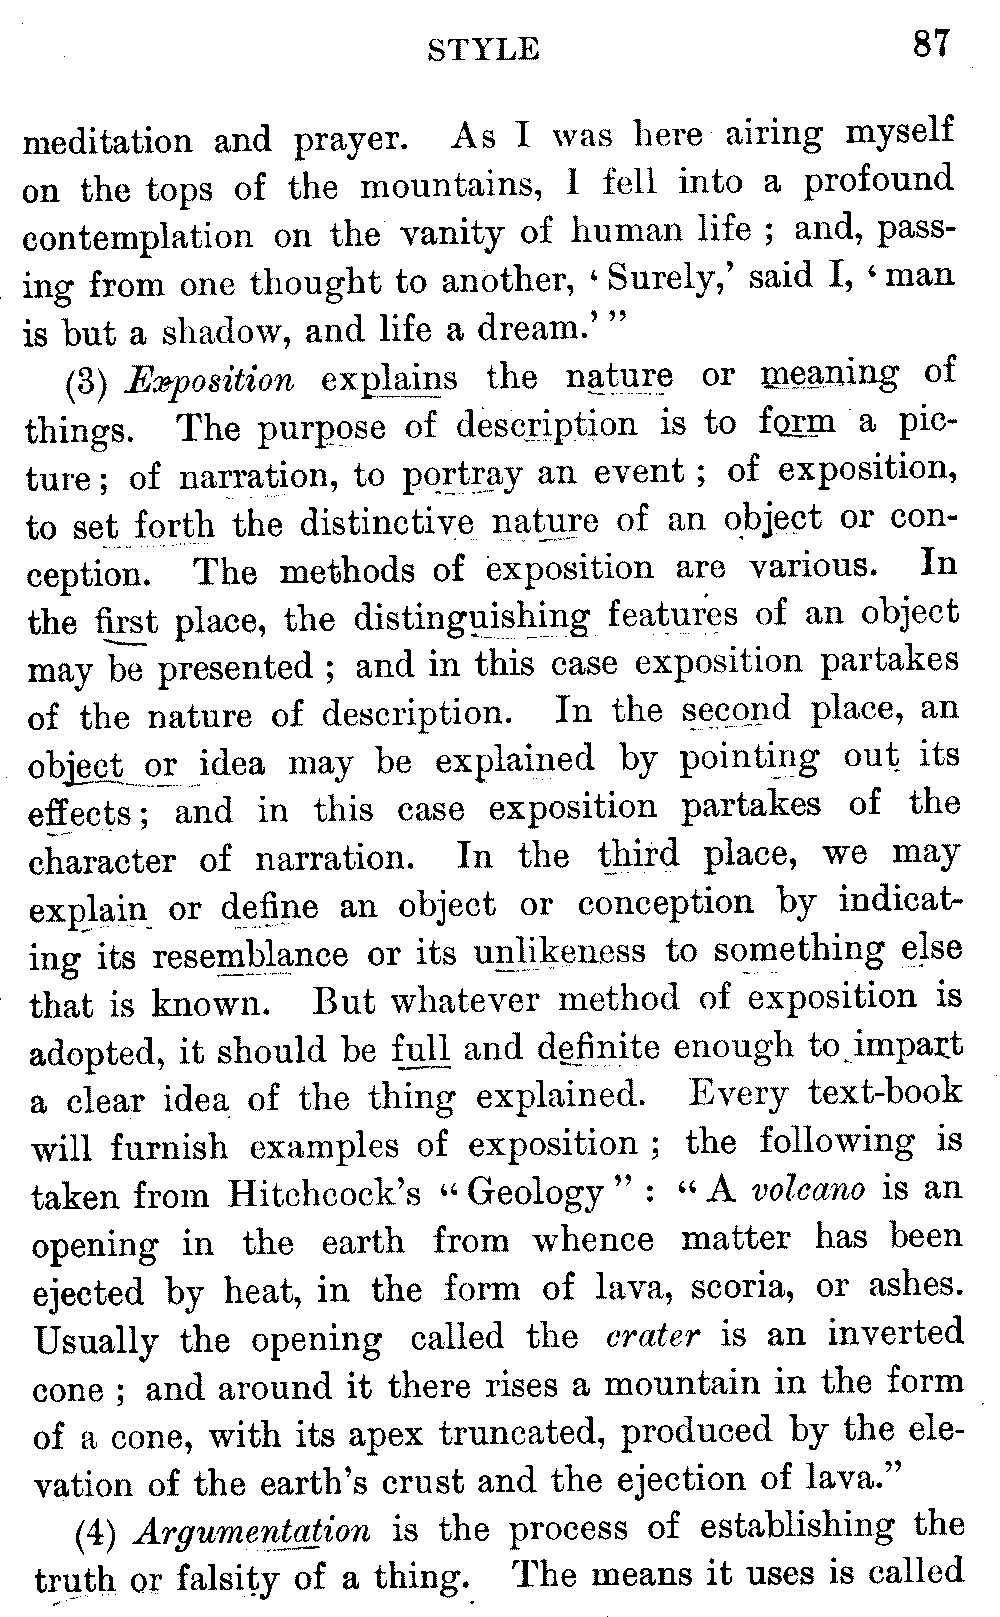 STYLE 87
meditation and prayer. As I was here airing myself
on the tops of the mountains, I fell into a profound
contemplation on the vanity of human life ; and, pass-
ing from one thought to another, ‘ Surely,’ said I, ‘ man
is but a shadow, and life a dream.’ ”
(3) Exposition explains the nature or meaning of
things. The purpose of description is to form a pic-
ture ; of narration, to portray an event ; of exposition,
to set forth the distinctive nature of an object or con-
ception. The methods of exposition are various. In
the first place, the distinguishing features of an object
may be presented ; and in this case exposition partakes
of the nature of description. In the second place, an
object or idea may be explained by pointing out its
effects ; and in this case exposition partakes of the
character of narration. In the third place, we may
explain or define an object or conception by indicat-
ing its resemblance or its unlikeness to something else
that is known. But whatever method of exposition is
adopted, it should be full and definite enough to impart
a clear idea of the thing explained. Every text-book
will furnish examples of exposition ; the following is
taken from Hitchcock’s “ Geology ” : “ A volcano is an
opening in the earth from whence matter has been
ejected by heat, in the form of lava, scoria, or ashes.
Usually the opening called the crater is an inverted
cone ; and around it there rises a mountain in the form
of a cone, with its apex truncated, produced by the ele-
vation of the earth’s crust and the ejection of lava.”
(4) Argumentation is the process of establishing the
truth or falsity of a thing. The means it uses is called